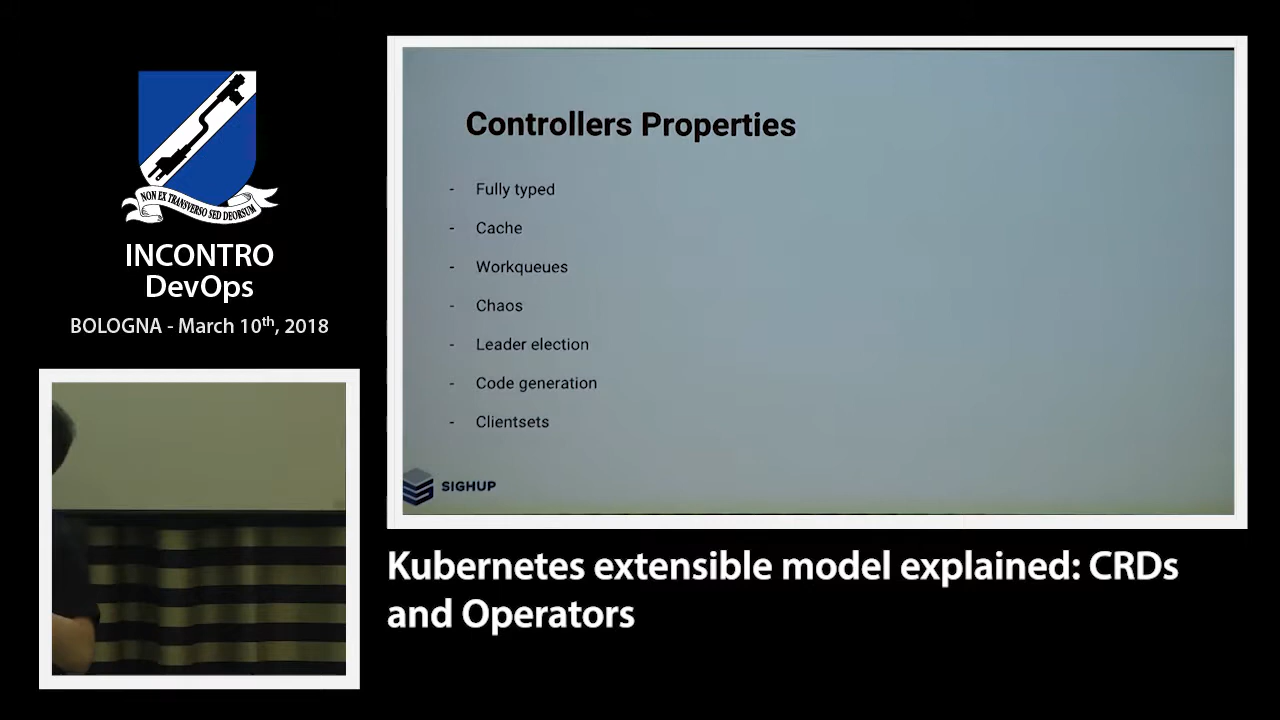 NON EX TRANSVERSO SED DEORSUM
INCONTRO
DevOps
BOLOGNA - March 10th, 2018
Controllers Properties
- Fully typed
- Cache
- Workqueues
- Chaos
- Leader election
- Code generation
- Clientsets
SIGHUP
Kubernetes extensible model explained: CRDs
and Operators